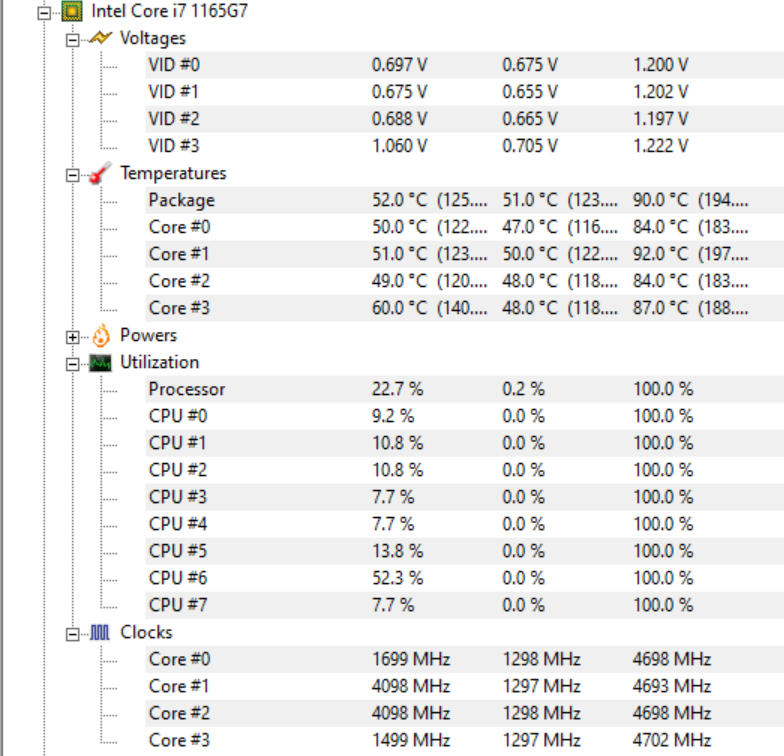 Intel Core i7 1165G7
Voltages
VID #0 0.697 V 0.675 V 1.200 V
VID #1 0.675 V 0.655 V 1.202 V
VID #2 0.688 V 0.665 V 1.197 V
VID #3 1.060 V 0.705 V 1.222 V
Temperatures
Package 52.0 °C (125.... 51.0 °C (123.... 90.0 °C (194....
Core #0 50.0 °C (122.... 47.0 °C (116.... 84.0 °C (183....
Core #1 51.0 °C (123.... 50.0 °C (122.... 92.0 °C (197....
Core #2 49.0 °C (120.... 48.0 °C (118.... 84.0 °C (183....
Core #3 60.0 °C (140.... 48.0 °C (118.... 87.0 °C (188....
Powers
Utilization
Processor 22.7 % 0.2 % 100.0 %
CPU #0 9.2 % 0.0 % 100.0 %
CPU #1 10.8 % 0.0 % 100.0 %
CPU #2 10.8 % 0.0 % 100.0 %
CPU #3 7.7 % 0.0 % 100.0 %
CPU #4 7.7 % 0.0 % 100.0 %
CPU #5 13.8 % 0.0 % 100.0 %
CPU #6 52.3 % 0.0 % 100.0 %
CPU #7 7.7 % 0.0 % 100.0 %
Clocks
Core #0 1699 MHz 1298 MHz 4698 MHz
Core #1 4098 MHz 1297 MHz 4693 MHz
Core #2 4098 MHz 1298 MHz 4698 MHz
Core #3 1499 MHz 1297 MHz 4702 MHz